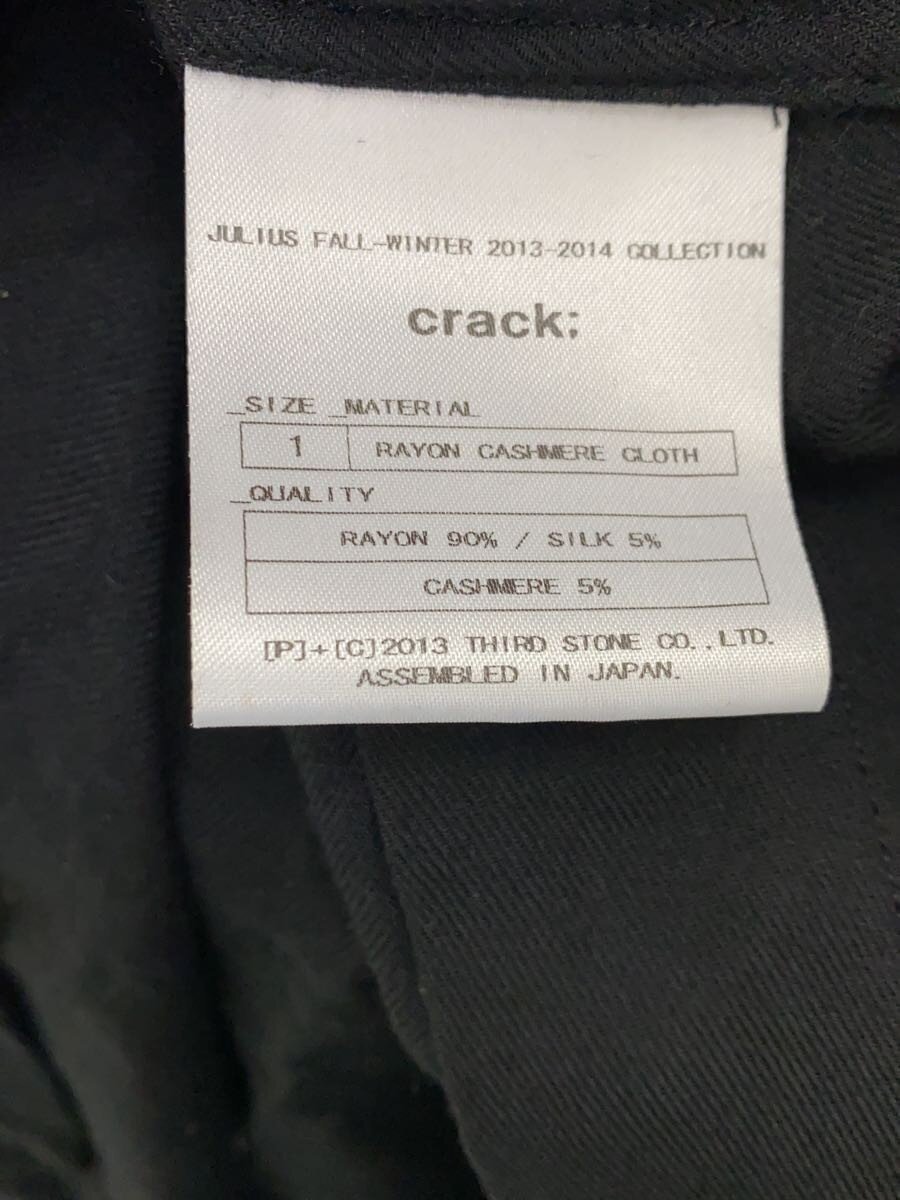 JULIUS FALL-WINTER 2013-2014 COLLECTION
crack;
_SIZE _MATERIAL
1 RAYON CASHMERE CLOTH
_QUALITY
RAYON 90% / SILK 5%
CASHMERE 5%
[P]+[C]2013 THIRD STONE CO.,LTD.
ASSEMBLED IN JAPAN.